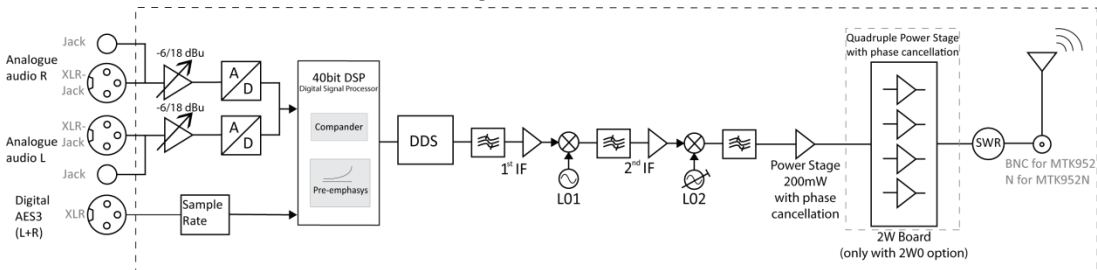 Jack
Analogue
audio R
XLR-
Jack
-6/18 dBu
A
D
-6/18 dBu
A
D
XLR-
Jack
Analogue
audio L
Jack
Digital
AES3
(L+R)
XLR
Sample
Rate
40bit DSP
Digital Signal Processor
Compander
Pre-emphasys
DDS
1st IF
L01
2nd IF
L02
Power Stage
200mW
with phase
cancellation
Quadruple Power Stage
with phase cancellation
2W Board
(only with 2W0 option)
SWR
BNC for MTK952
N for MTK952N